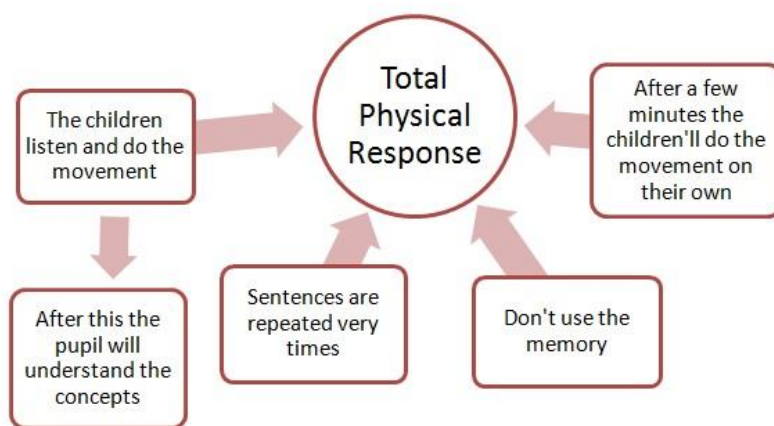 Total
Physical
Response
The children
listen and do the
movement
After a few
minutes the
children'll do the
movement on
their own
After this the
pupil will
understand the
concepts
Sentences are
repeated very
times
Don't use the
memory